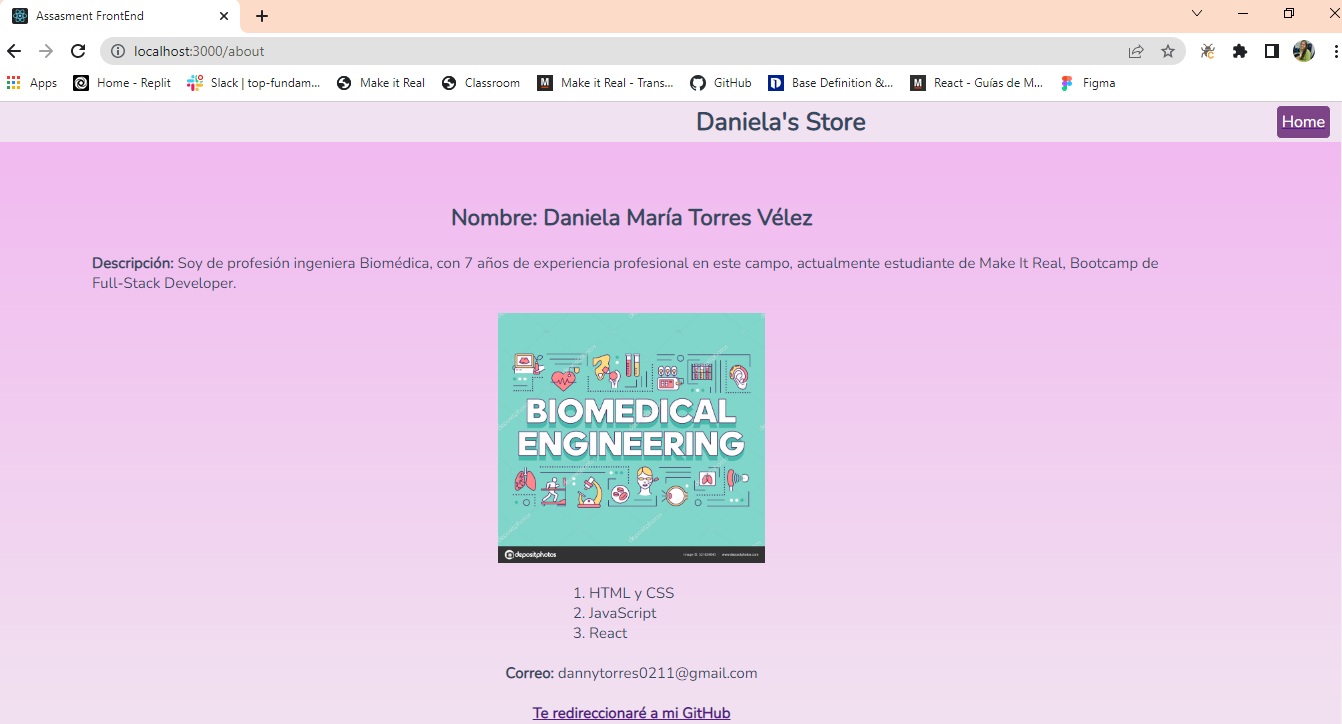 Assasment FrontEnd
localhost:3000/about
Apps
Home - Replit
Slack | top-fundam...
Make it Real
Classroom
M
Make it Real - Trans...
GitHub
Base Definition &...
M
React - Guías de M...
Figma
Daniela's Store
Home
Nombre: Daniela María Torres Vélez
Descripción: Soy de profesión ingeniera Biomédica, con 7 años de experiencia profesional en este campo, actualmente estudiante de Make It Real, Bootcamp de
Full-Stack Developer.
BIOMEDICAL
ENGINEERING
depositphotos
1. HTML y CSS
2. JavaScript
3. React
Correo: dannytorres0211@gmail.com
Te redireccionaré a mi GitHub